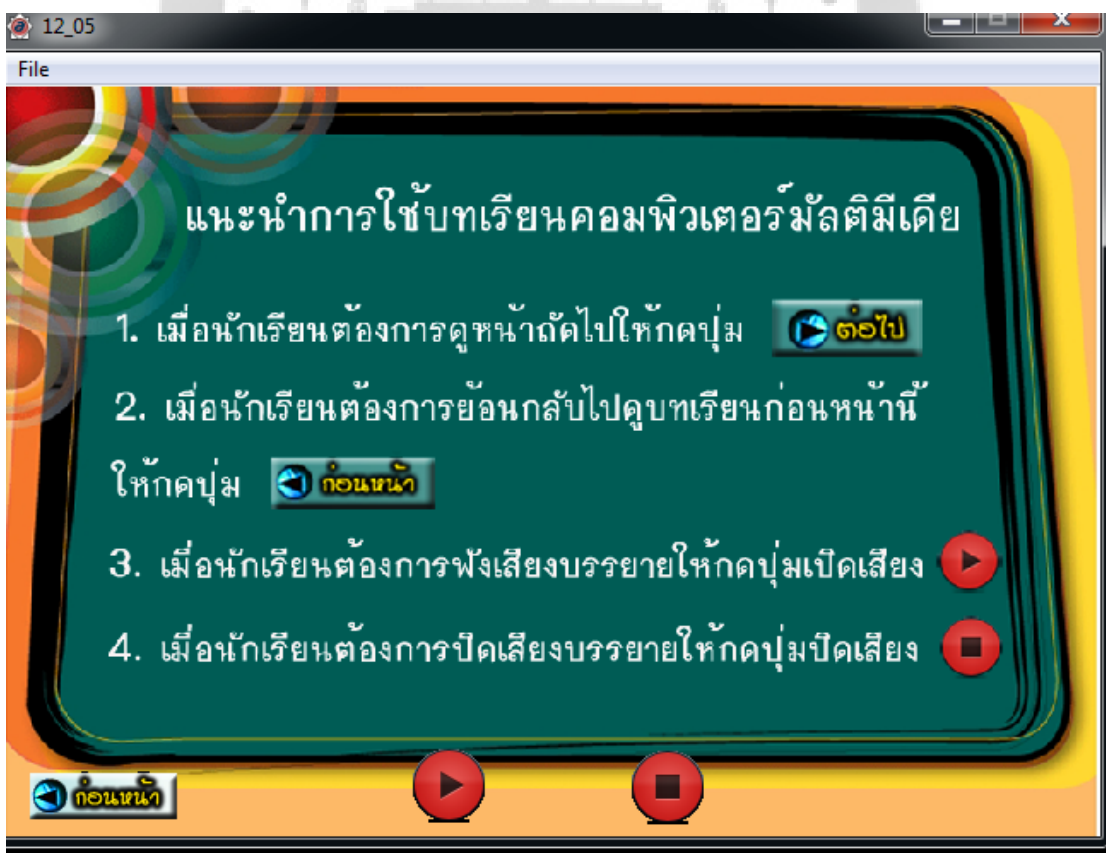 12_05
File
แนะนำการใช้บทเรียนคอมพิวเตอร์มัลติมีเดีย
1. เมื่อนักเรียนต้องการดูหน้าถัดไปให้กดปุ่ม ต่อไป
2. เมื่อนักเรียนต้องการย้อนกลับไปดูบทเรียนก่อนหน้านี้
ให้กดปุ่ม ก่อนหน้า
3. เมื่อนักเรียนต้องการฟังเสียงบรรยายให้กดปุ่มเปิดเสียง
4. เมื่อนักเรียนต้องการปิดเสียงบรรยายให้กดปุ่มปิดเสียง
ก่อนหน้า